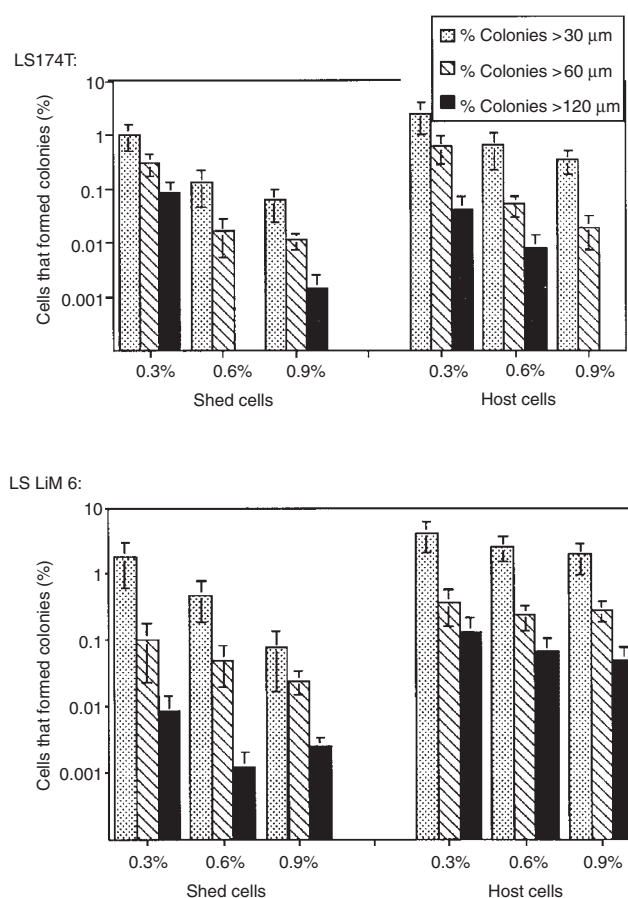 LS174T:
% Colonies >30 μm
% Colonies >60 μm
% Colonies >120 μm
Cells that formed colonies (%)
10
1
0.1
0.01
0.001
0.3% 0.6% 0.9% 0.3% 0.6% 0.9%
Shed cells Host cells
LS LiM 6:
Cells that formed colonies (%)
10
1
0.1
0.01
0.001
0.3% 0.6% 0.9% 0.3% 0.6% 0.9%
Shed cells Host cells